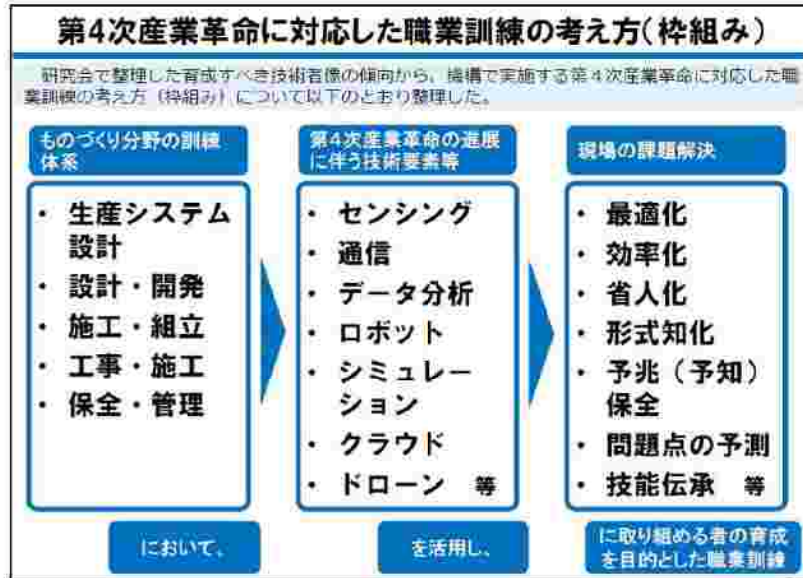 第4次産業革命に対応した職業訓練の考え方(枠組み)
研究会で整理した育成すべき技術者像の傾向から、機構で実施する第4次産業革命に対応した職
業訓練の考え方（枠組み）について以下のとおり整理した。
ものづくり分野の訓練
体系
・ 生産システム
設計
・ 設計・開発
・ 施工・組立
・ 工事・施工
・ 保全・管理
において、
第4次産業革命の進展
に伴う技術要素等
・ センシング
・ 通信
・ データ分析
・ ロボット
・ シミュレー
ション
・ クラウド
・ ドローン 等
を活用し、
現場の課題解決
・ 最適化
・ 効率化
・ 省人化
・ 形式知化
・ 予兆（予知）
保全
・ 問題点の予測
・ 技能伝承 等
に取り組める者の育成
を目的とした職業訓練